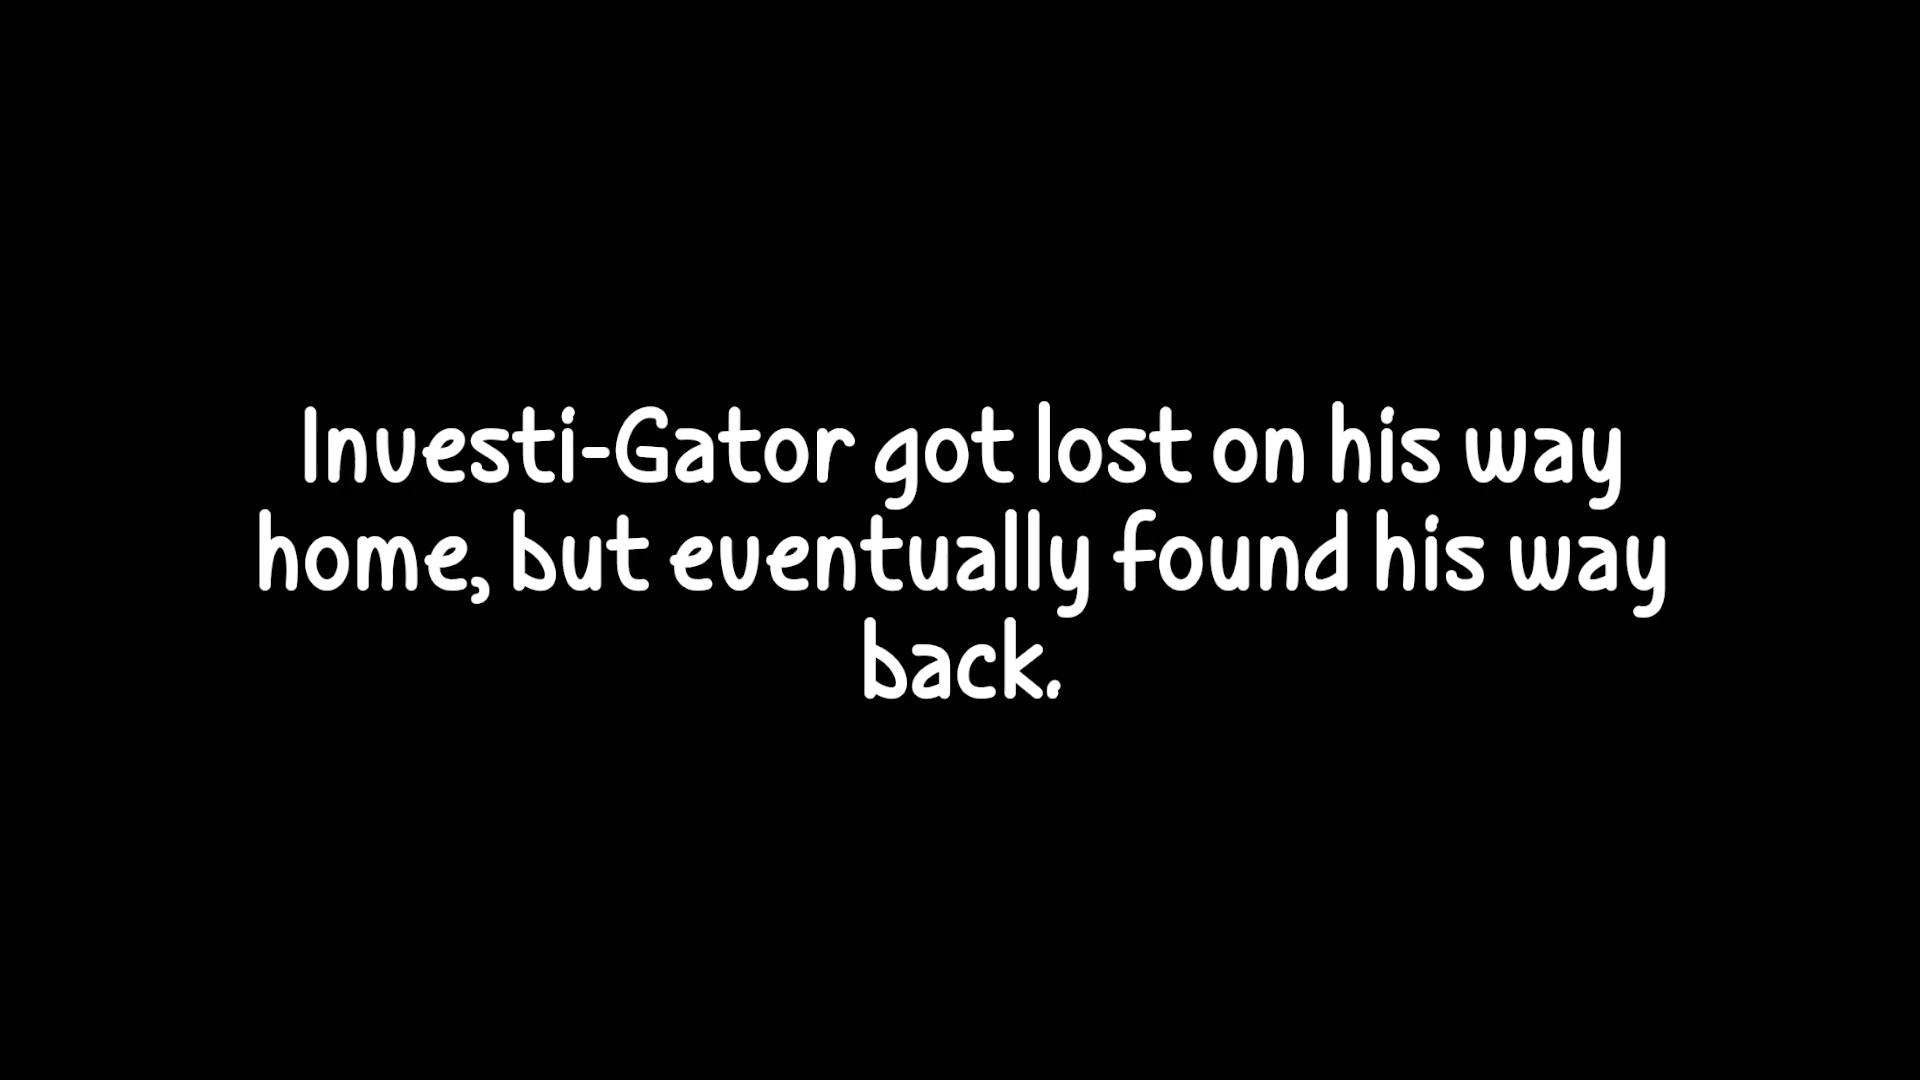 Investi-Gator got lost on his way
home, but eventually found his way
back.